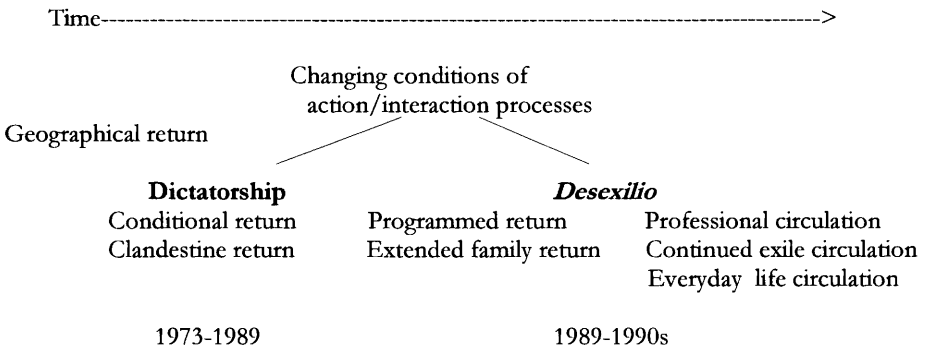 Time--------------------------------------------------------------------------------------->
Changing conditions of
action/interaction processes
Geographical return
Dictatorship Desexilio
Conditional return Programmed return Professional circulation
Clandestine return Extended family return Continued exile circulation
Everyday life circulation
1973-1989 1989-1990s